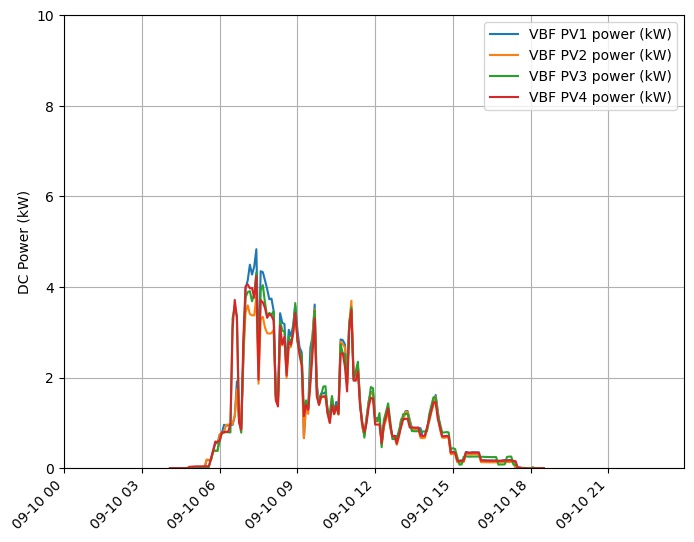 10
8
6
4
2
0
DC Power (kW)
VBF PV1 power (kW)
VBF PV2 power (kW)
VBF PV3 power (kW)
VBF PV4 power (kW)
09-10 00
09-10 03
09-10 06
09-10 09
09-10 12
09-10 15
09-10 18
09-10 21